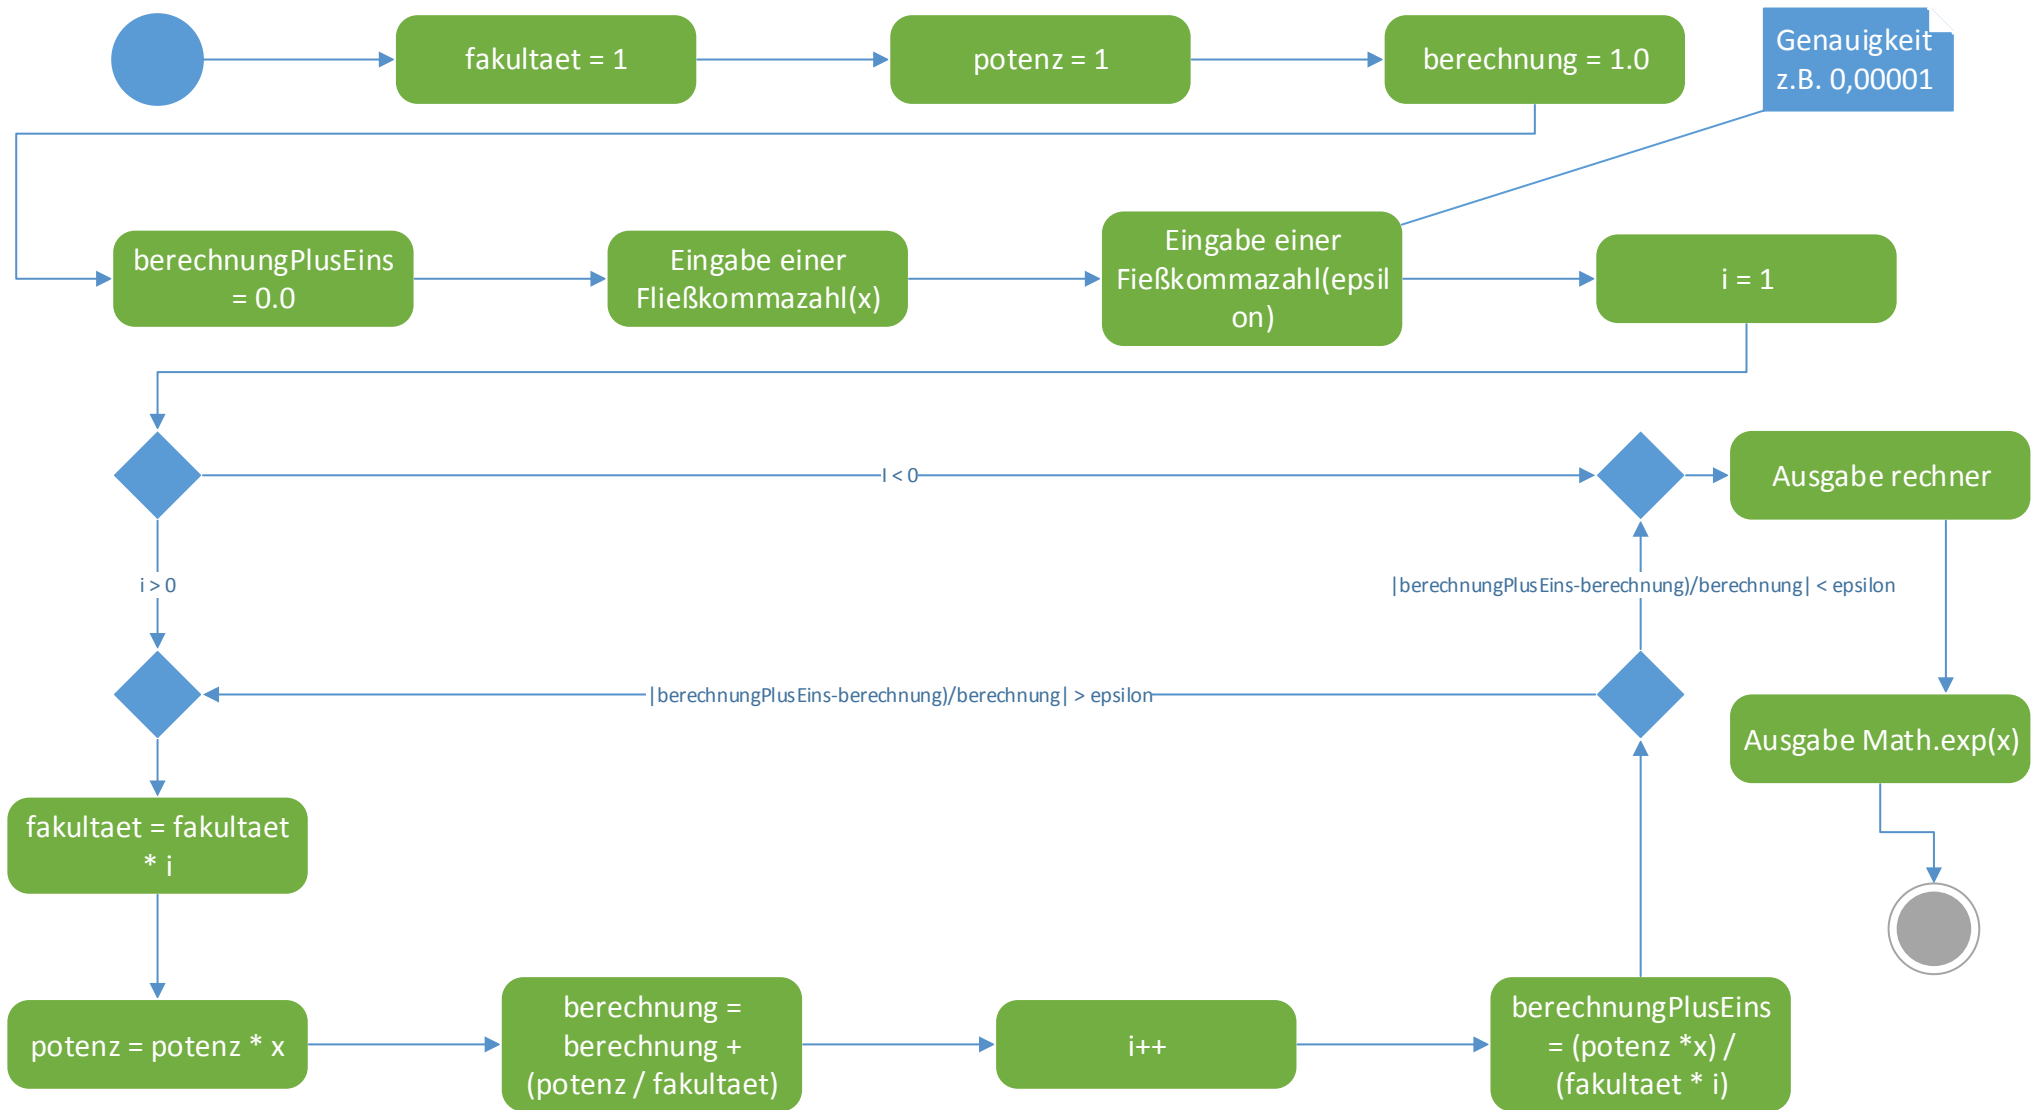 fakultaet = 1
potenz = 1
berechnung = 1.0
Genauigkeit
z.B. 0,00001
berechnungPlusEins
= 0.0
Eingabe einer
Fließkommazahl(x)
Eingabe einer
Fießkommazahl(epsil
on)
i = 1
I < 0
Ausgabe rechner
i > 0
|berechnungPlusEins-berechnung)/berechnung| < epsilon
|berechnungPlusEins-berechnung)/berechnung| > epsilon
Ausgabe Math.exp(x)
fakultaet = fakultaet
* i
potenz = potenz * x
berechnung =
berechnung +
(potenz / fakultaet)
i++
berechnungPlusEins
= (potenz *x) /
(fakultaet * i)